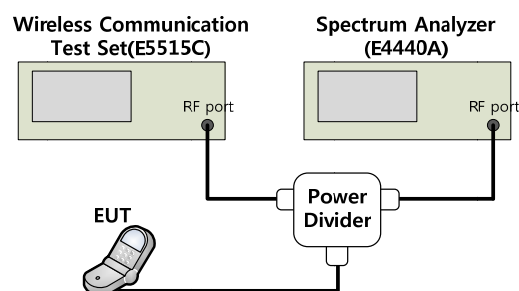 Wireless Communication
Test Set(E5515C)
Spectrum Analyzer
(E4440A)
RF port
RF port
Power
Divider
EUT